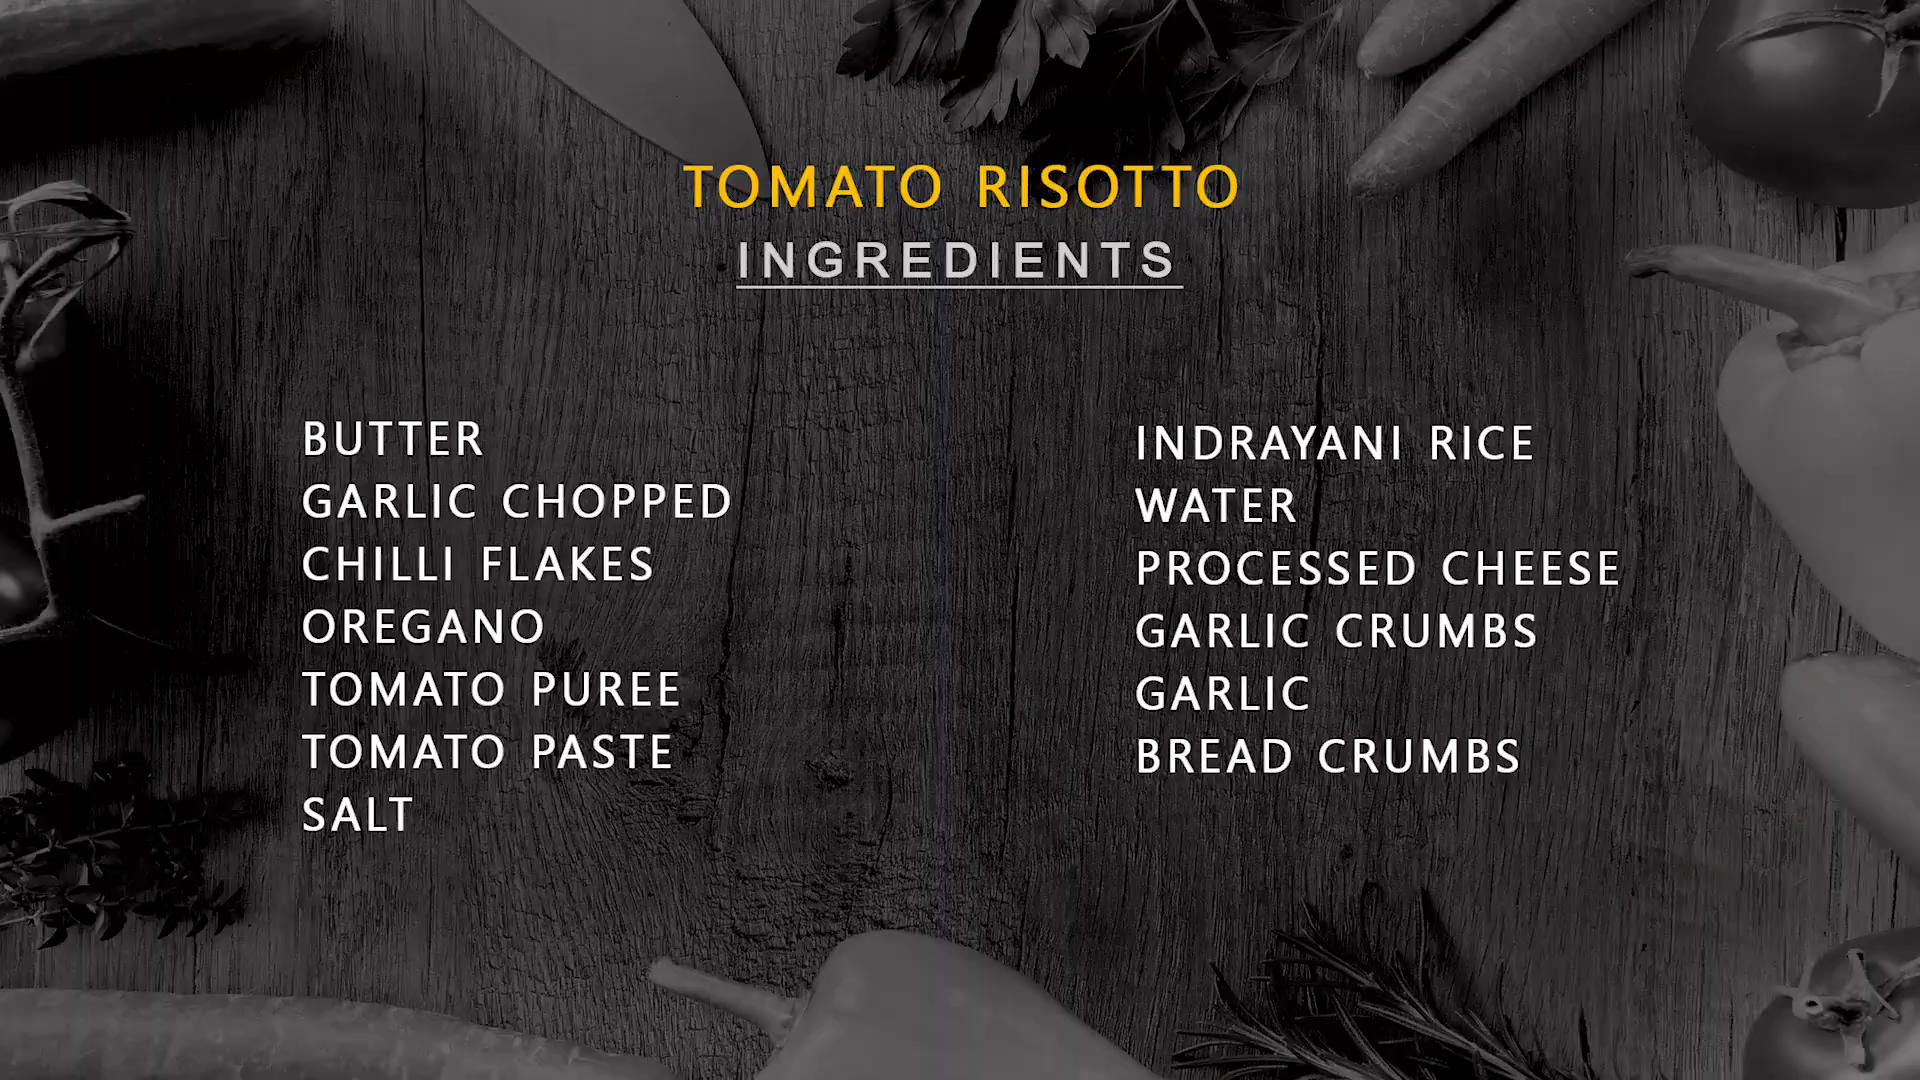 TOMATO RISOTTO
INGREDIENTS
BUTTER
GARLIC CHOPPED
CHILLI FLAKES
OREGANO
TOMATO PUREE
TOMATO PASTE
SALT
INDRAYANI RICE
WATER
PROCESSED CHEESE
GARLIC CRUMBS
GARLIC
BREAD CRUMBS